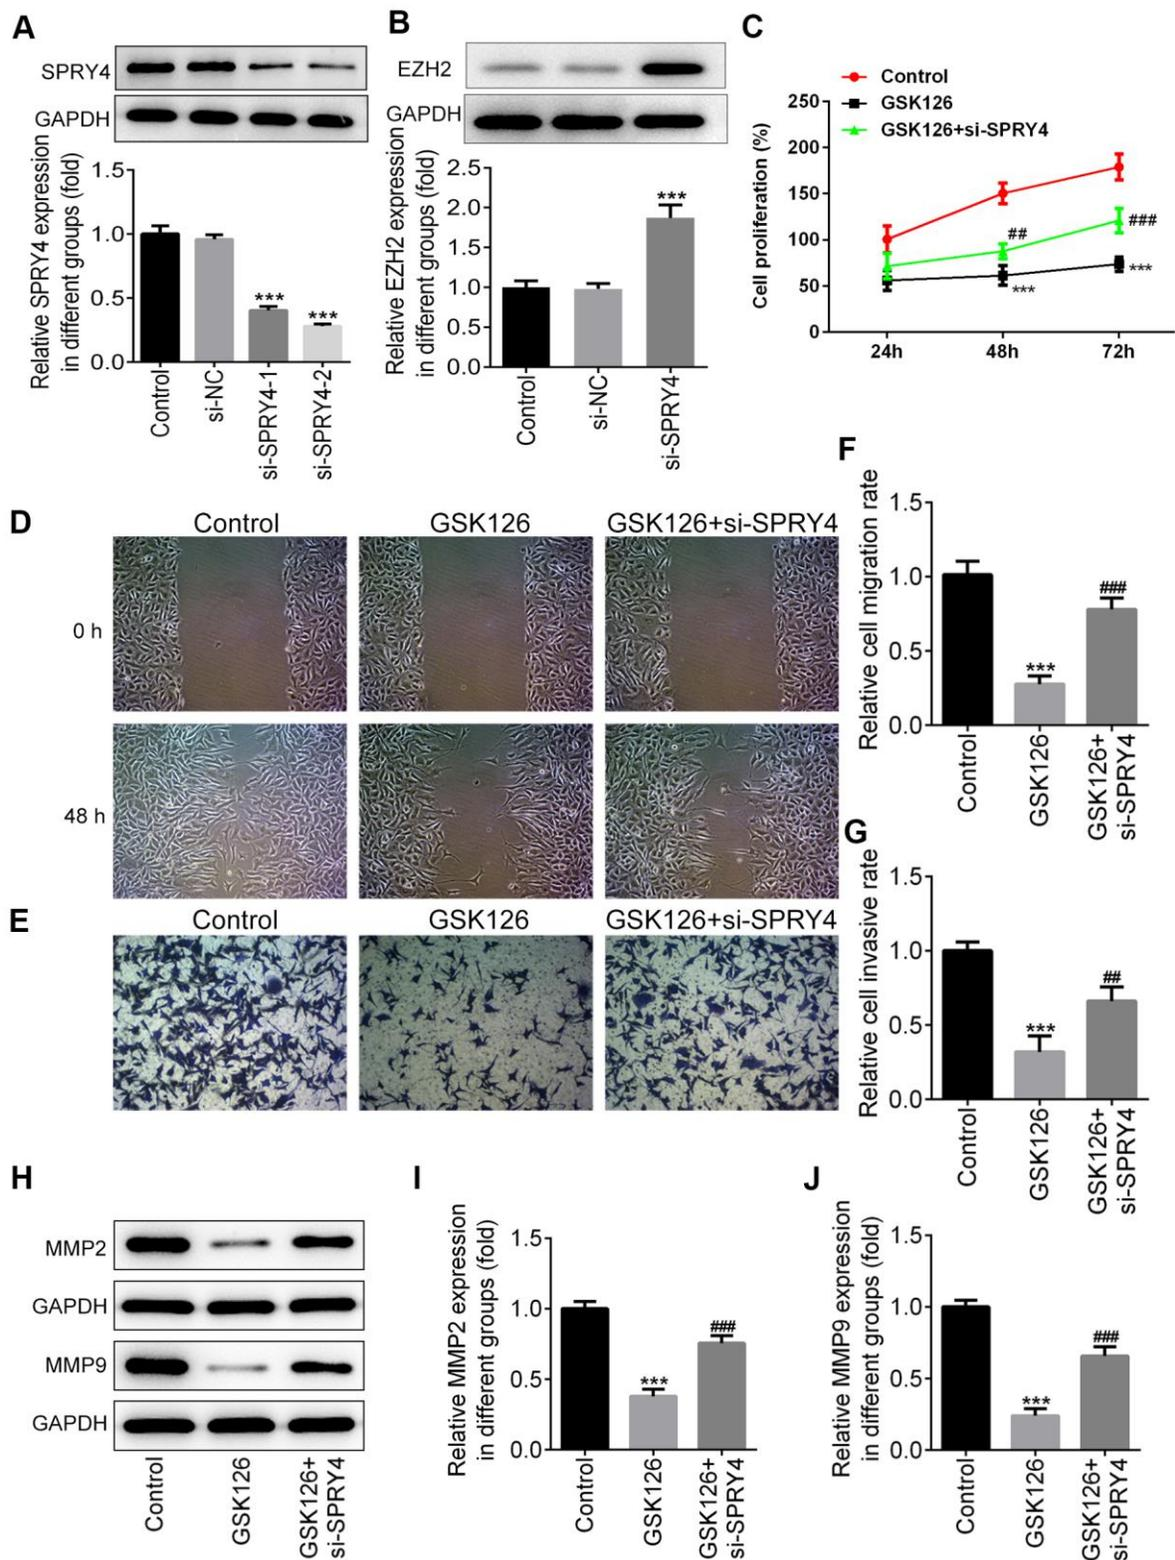 A
SPRY4
GAPDH
Relative SPRY4 expression
in different groups (fold)
1.5
1.0
0.5
0.0
***
***
Control
si-NC
si-SPRY4-1
si-SPRY4-2
B
EZH2
GAPDH
Relative EZH2 expression
in different groups (fold)
2.5
2.0
1.5
1.0
0.5
0.0
***
Control
si-NC
si-SPRY4
C
Control
GSK126
GSK126+si-SPRY4
Cell proliferation (%)
250
200
150
100
50
0
##
***
###
***
24h
48h
72h
D
Control
GSK126
GSK126+si-SPRY4
0 h
48 h
E
Control
GSK126
GSK126+si-SPRY4
F
Relative cell migration rate
1.5
1.0
0.5
0.0
***
###
Control
GSK126
GSK126+
si-SPRY4
G
Relative cell invasive rate
1.5
1.0
0.5
0.0
***
##
Control
GSK126
GSK126+
si-SPRY4
H
MMP2
GAPDH
MMP9
GAPDH
Control
GSK126
GSK126+
si-SPRY4
I
Relative MMP2 expression
in different groups (fold)
1.5
1.0
0.5
0.0
***
###
Control
GSK126
GSK126+
si-SPRY4
J
Relative MMP9 expression
in different groups (fold)
1.5
1.0
0.5
0.0
***
###
Control
GSK126
GSK126+
si-SPRY4